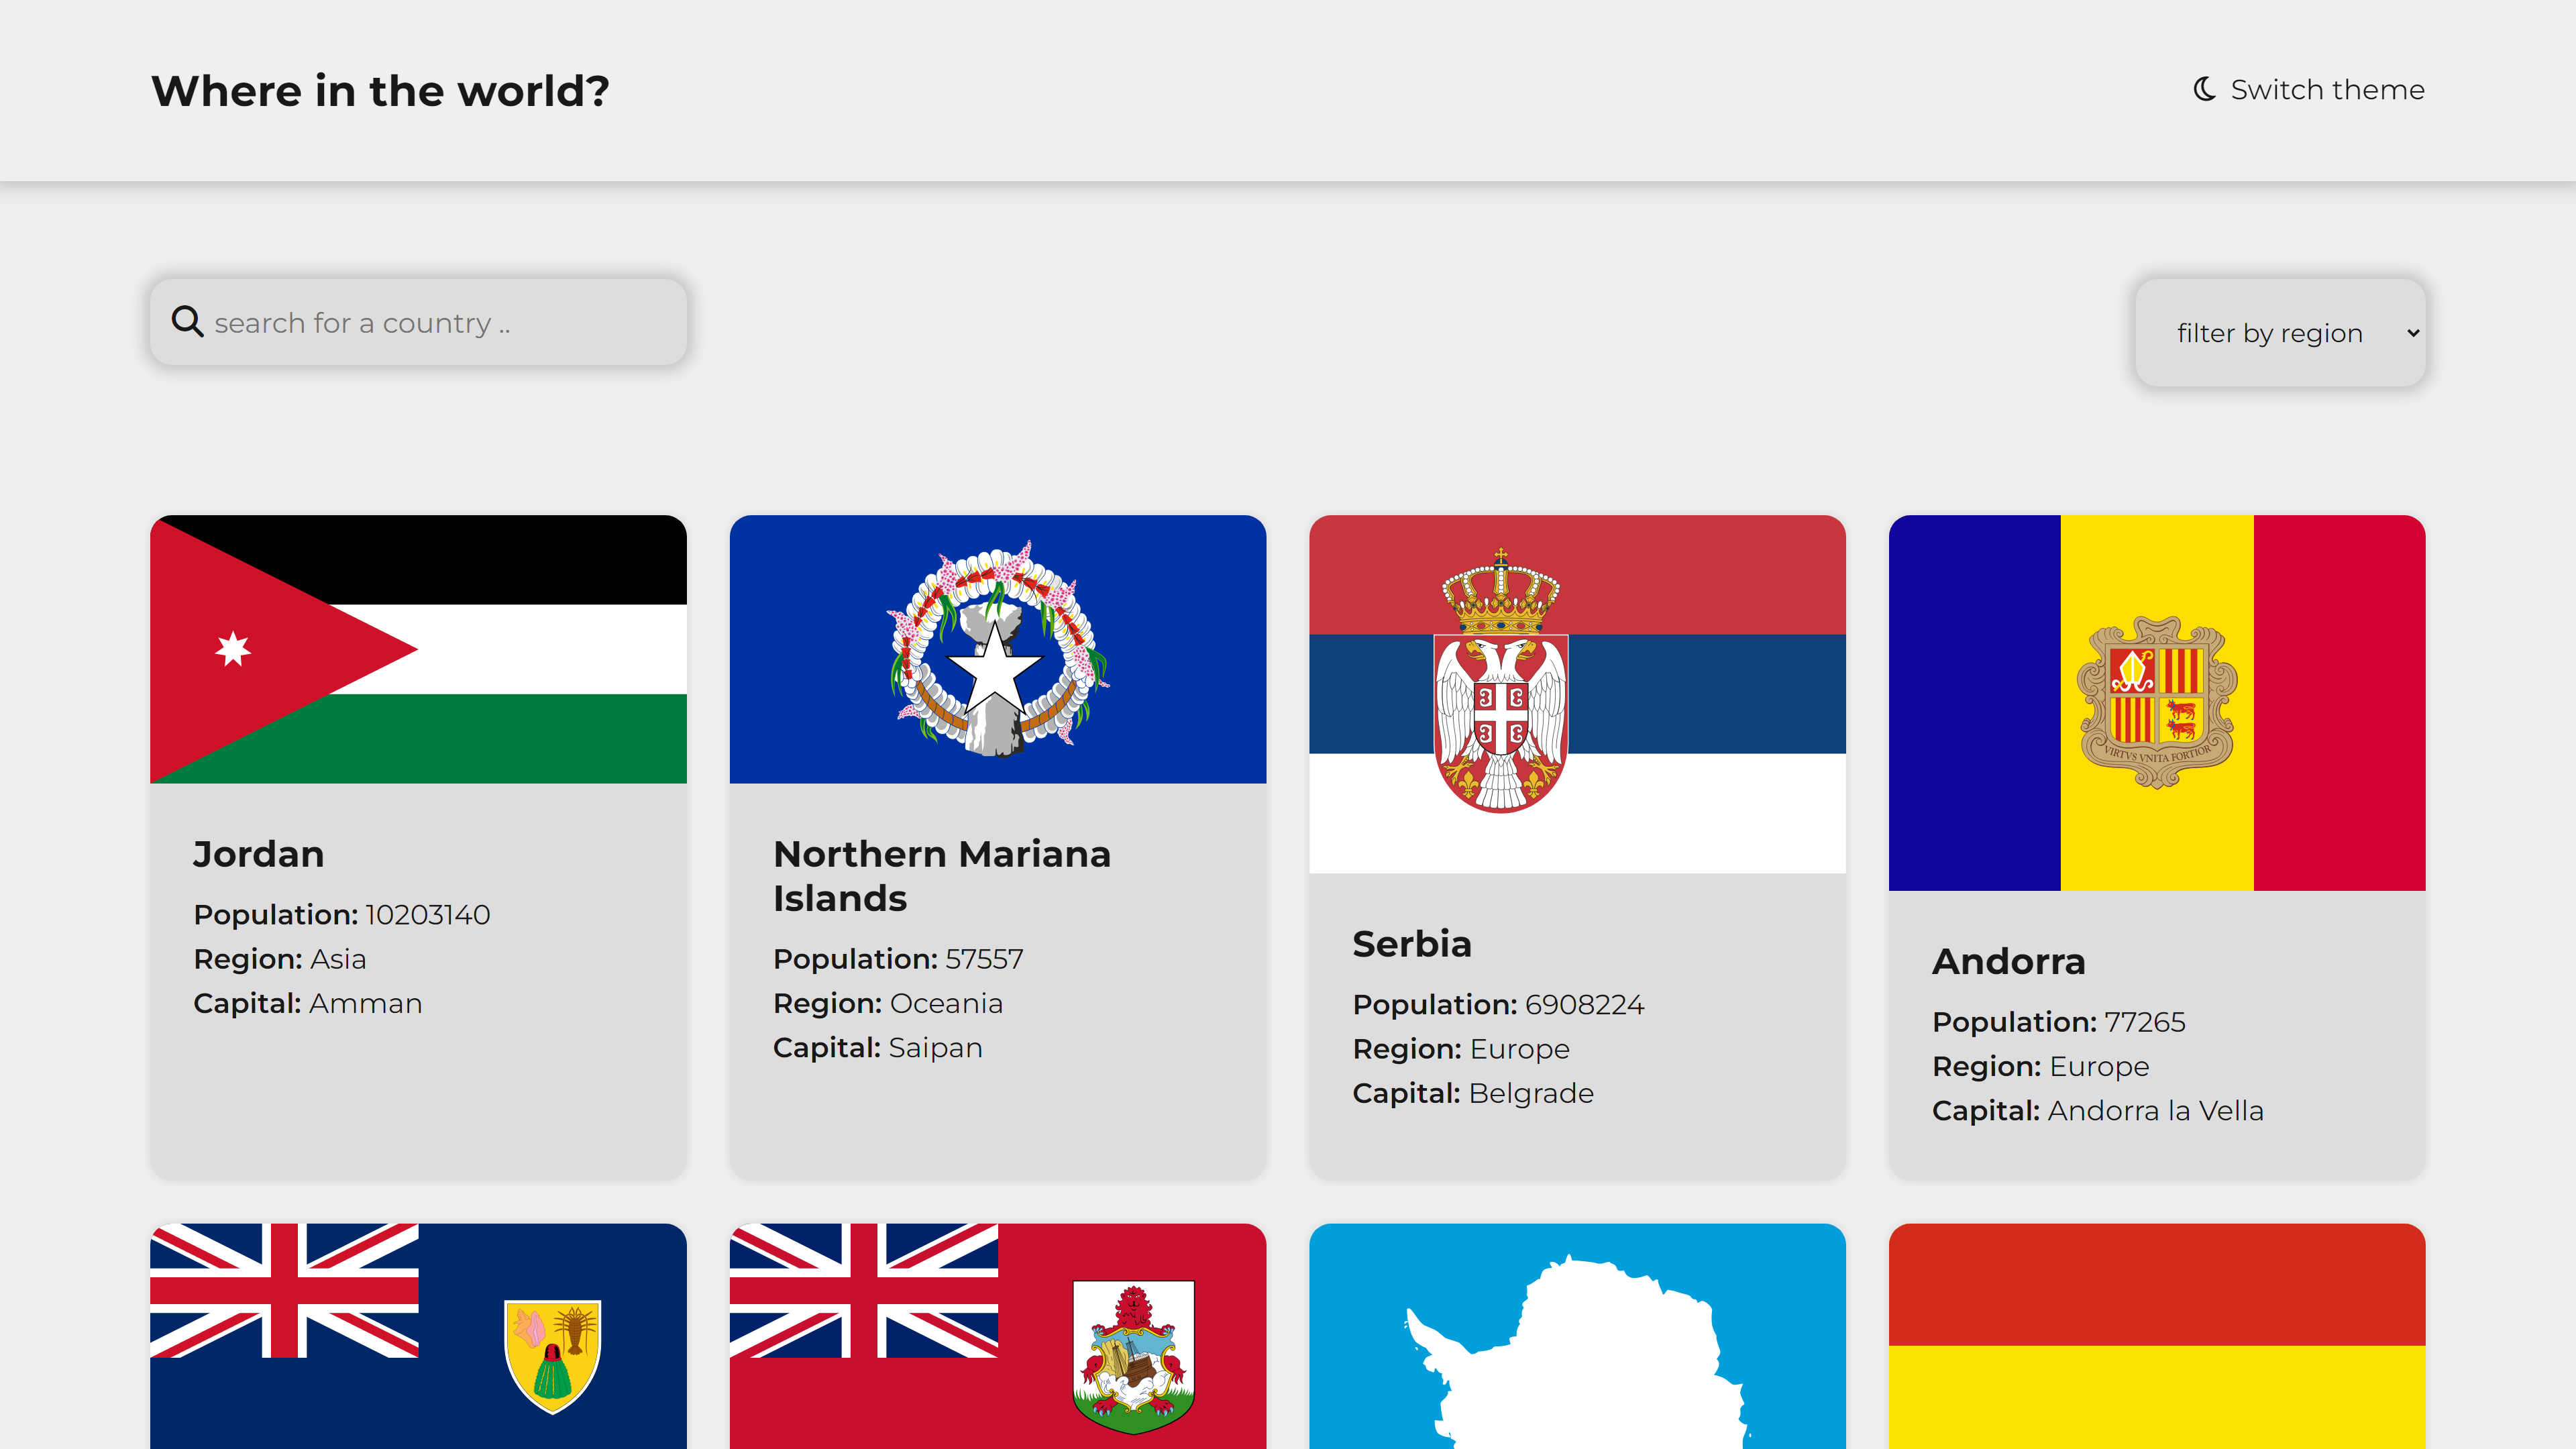 Where in the world?
Switch theme
search for a country ..
filter by region
Jordan
Population: 10203140
Region: Asia
Capital: Amman
Northern Mariana
Islands
Population: 57557
Region: Oceania
Capital: Saipan
Serbia
Population: 6908224
Region: Europe
Capital: Belgrade
VIRTVS VNITA FORTIOR
Andorra
Population: 77265
Region: Europe
Capital: Andorra la Vella